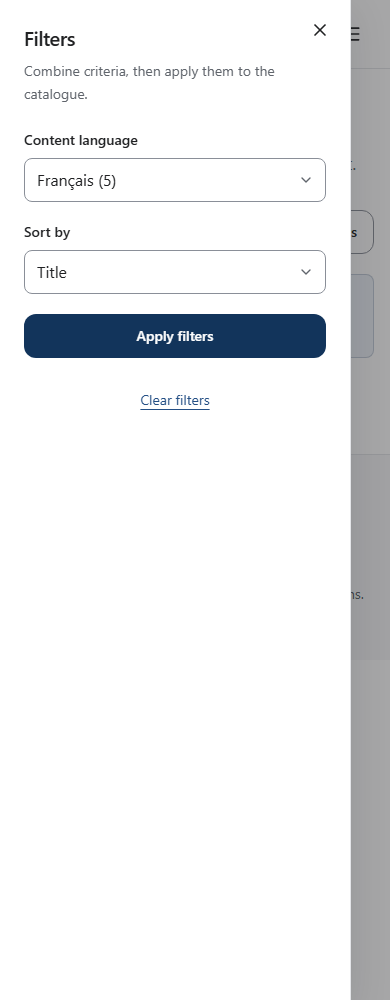 Filters
Combine criteria, then apply them to the
catalogue.
Content language
Français (5)
Sort by
Title
Apply filters
Clear filters